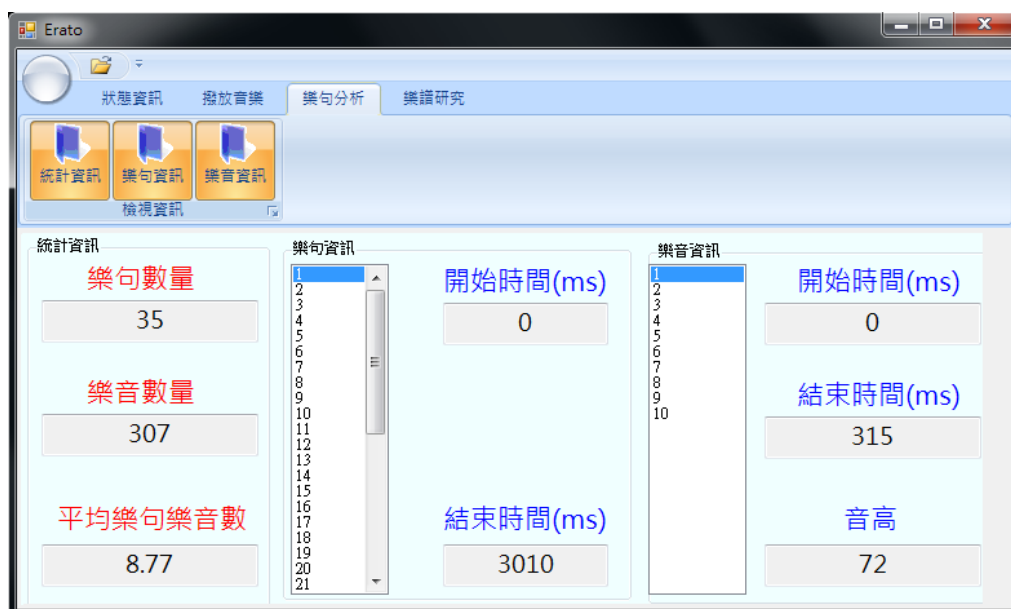 Erato
狀態資訊 撥放音樂 樂句分析 樂譜研究
統計資訊 樂句資訊 樂音資訊
檢視資訊
統計資訊
樂句數量
35
樂音數量
307
平均樂句樂音數
8.77
樂句資訊
1
2
3
4
5
6
7
8
9
10
11
12
13
14
15
16
17
18
19
20
21
開始時間(ms)
0
結束時間(ms)
3010
樂音資訊
1
2
3
4
5
6
7
8
9
10
開始時間(ms)
0
結束時間(ms)
315
音高
72